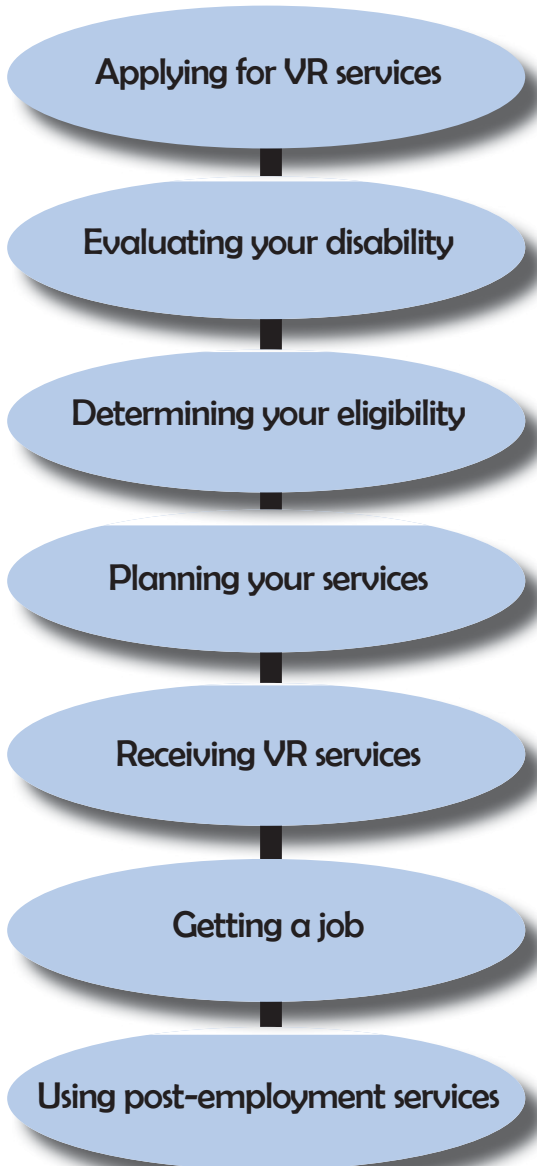 Applying for VR services
Evaluating your disability
Determining your eligibility
Planning your services
Receiving VR services
Getting a job
Using post-employment services